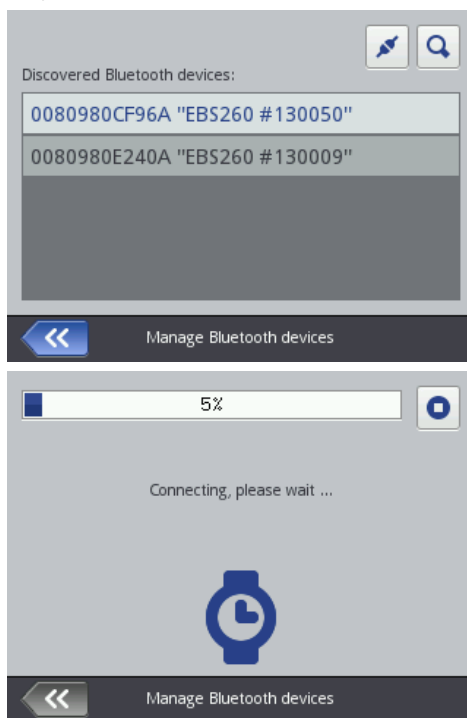 Discovered Bluetooth devices:
0080980CF96A "EBS260 #130050"
0080980E240A "EBS260 #130009"
Manage Bluetooth devices
5%
Connecting, please wait ...
Manage Bluetooth devices